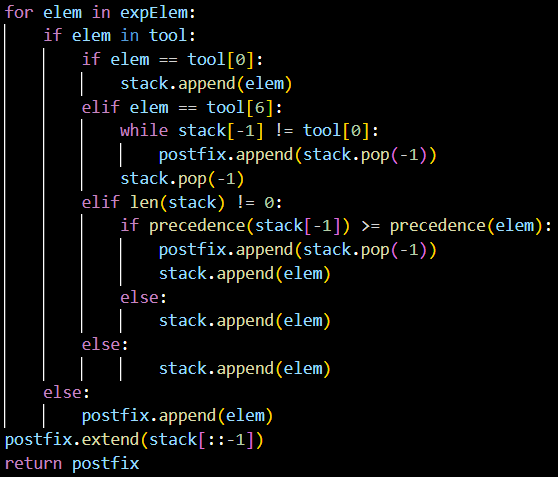 for elem in expElem:
    if elem in tool:
        if elem == tool[0]:
            stack.append(elem)
        elif elem == tool[6]:
            while stack[-1] != tool[0]:
                postfix.append(stack.pop(-1))
            stack.pop(-1)
        elif len(stack) != 0:
            if precedence(stack[-1]) >= precedence(elem):
                postfix.append(stack.pop(-1))
                stack.append(elem)
            else:
                stack.append(elem)
        else:
                stack.append(elem)
    else:
        postfix.append(elem)
postfix.extend(stack[::-1])
return postfix